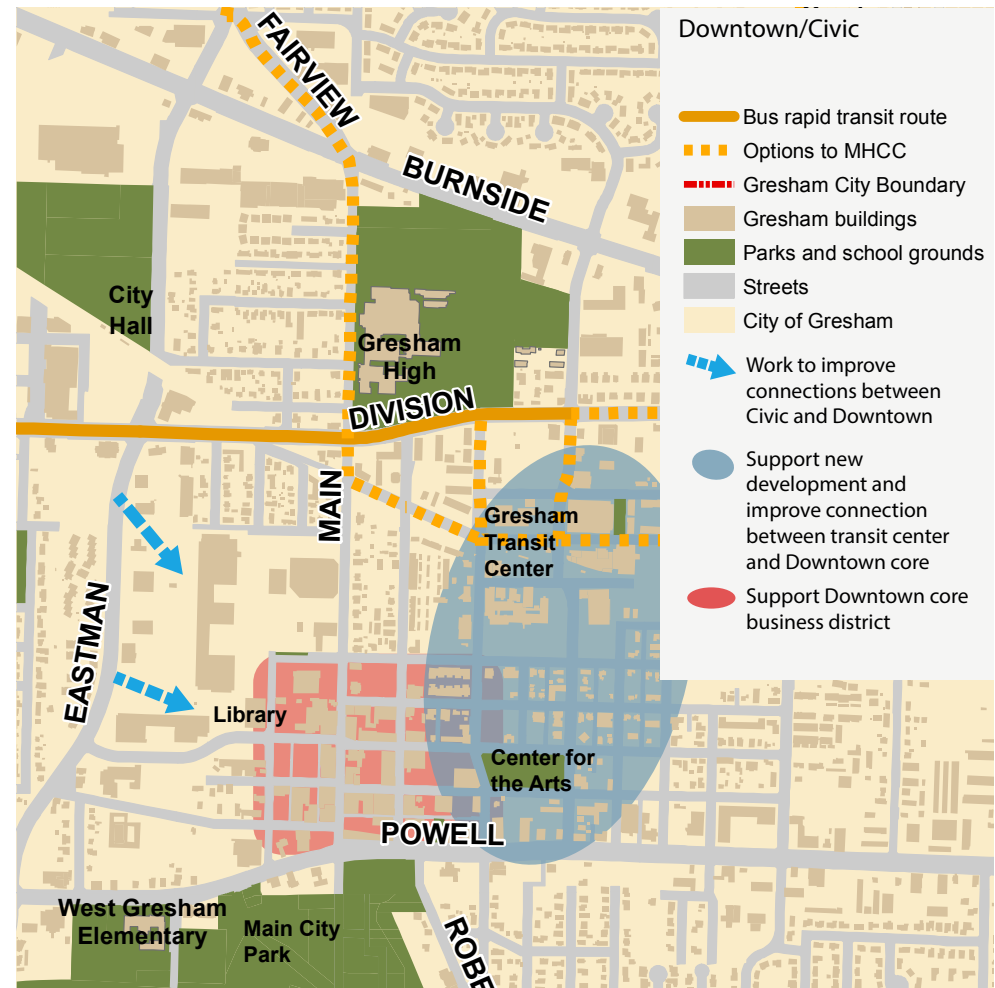 Downtown/Civic
Bus rapid transit route
Options to MHCC
Gresham City Boundary
Gresham buildings
Parks and school grounds
Streets
City of Gresham
Work to improve
connections between
Civic and Downtown
Support new
development and
improve connection
between transit center
and Downtown core
Support Downtown core
business district
FAIRVIEW
BURNSIDE
City
Hall
Gresham
High
DIVISION
MAIN
Gresham
Transit
Center
EASTMAN
Library
Center for
the Arts
POWELL
West Gresham
Elementary
Main City
Park